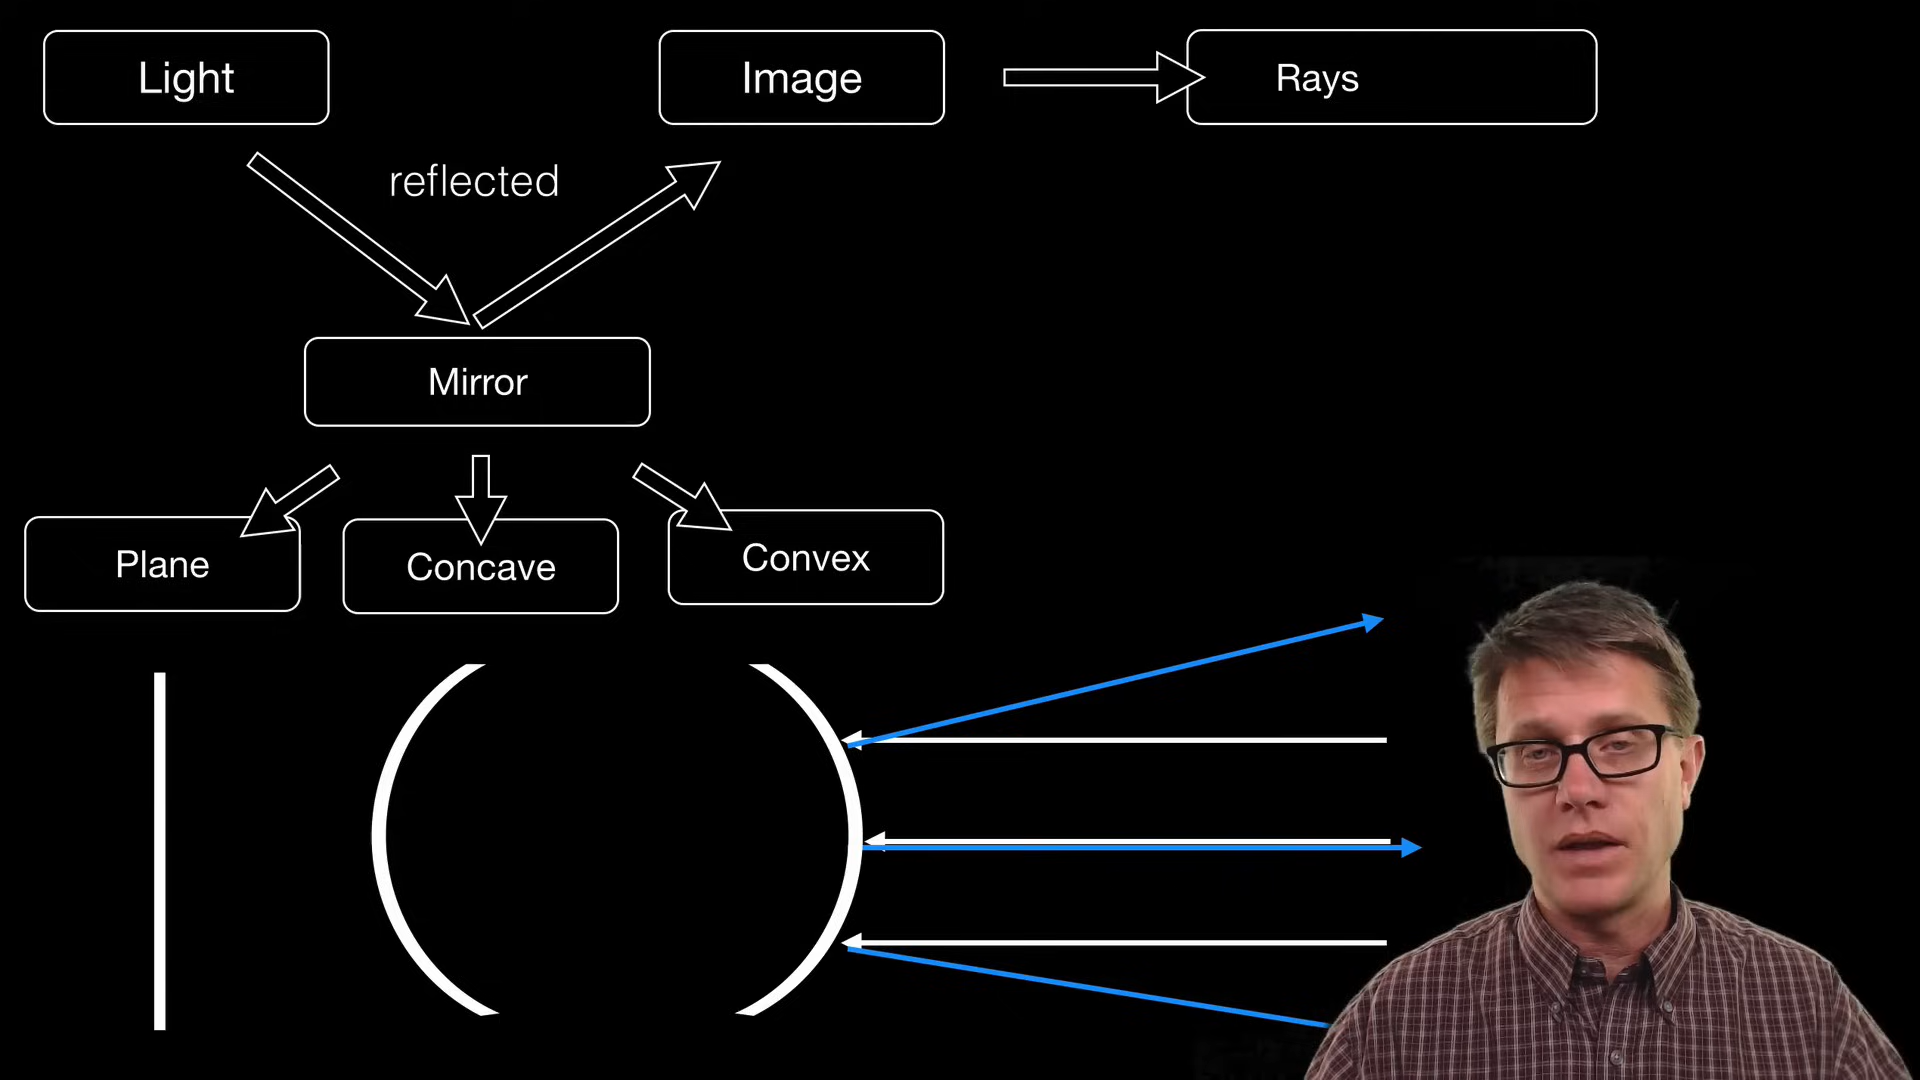 Light
Image
Rays
reflected
Mirror
Plane
Concave
Convex